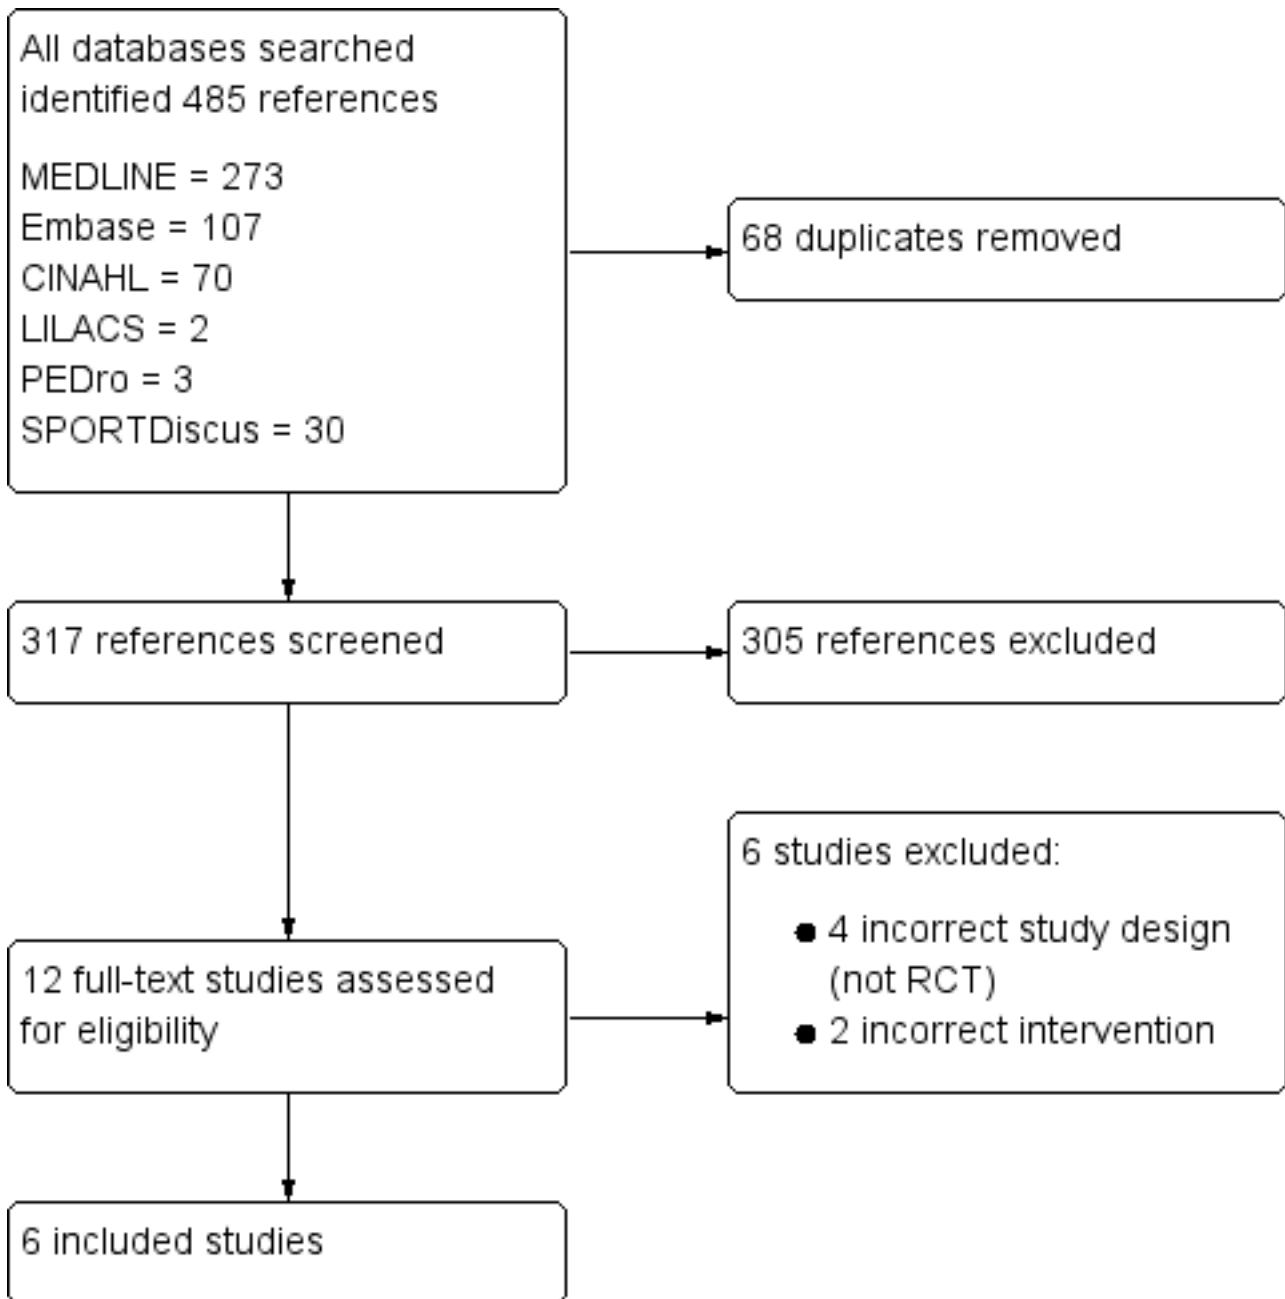 All databases searched
identified 485 references
MEDLINE = 273
Embase = 107
CINAHL = 70
LILACS = 2
PEDro = 3
SPORTDiscus = 30
68 duplicates removed
317 references screened
305 references excluded
12 full-text studies assessed
for eligibility
6 studies excluded:
● 4 incorrect study design
(not RCT)
● 2 incorrect intervention
6 included studies